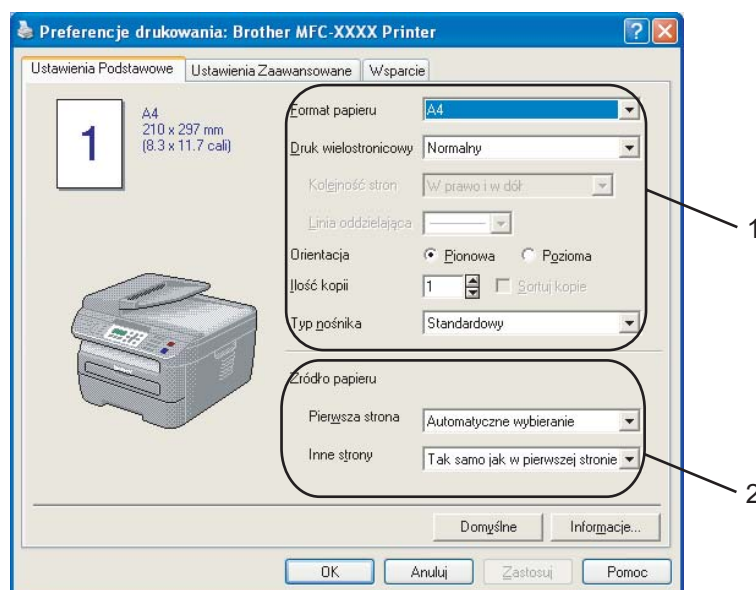 Preferencje drukowania: Brother MFC-XXXX Printer
Ustawienia Podstawowe Ustawienia Zaawansowane Wsparcie
1
A4
210 x 297 mm
(8.3 x 11.7 cali)
Format papieru A4
Druk wielostronicowy Normalny
Kolejność stron W prawo i w dół
Linia oddzielająca
Orientacja Pionowa Pozioma
Ilość kopii 1 Sortuj kopie
Typ nośnika Standardowy
1
Źródło papieru
Pierwsza strona Automatyczne wybieranie
Inne strony Tak samo jak w pierwszej stronie
2
Domyślne Informacje...
OK Anuluj Zastosuj Pomoc